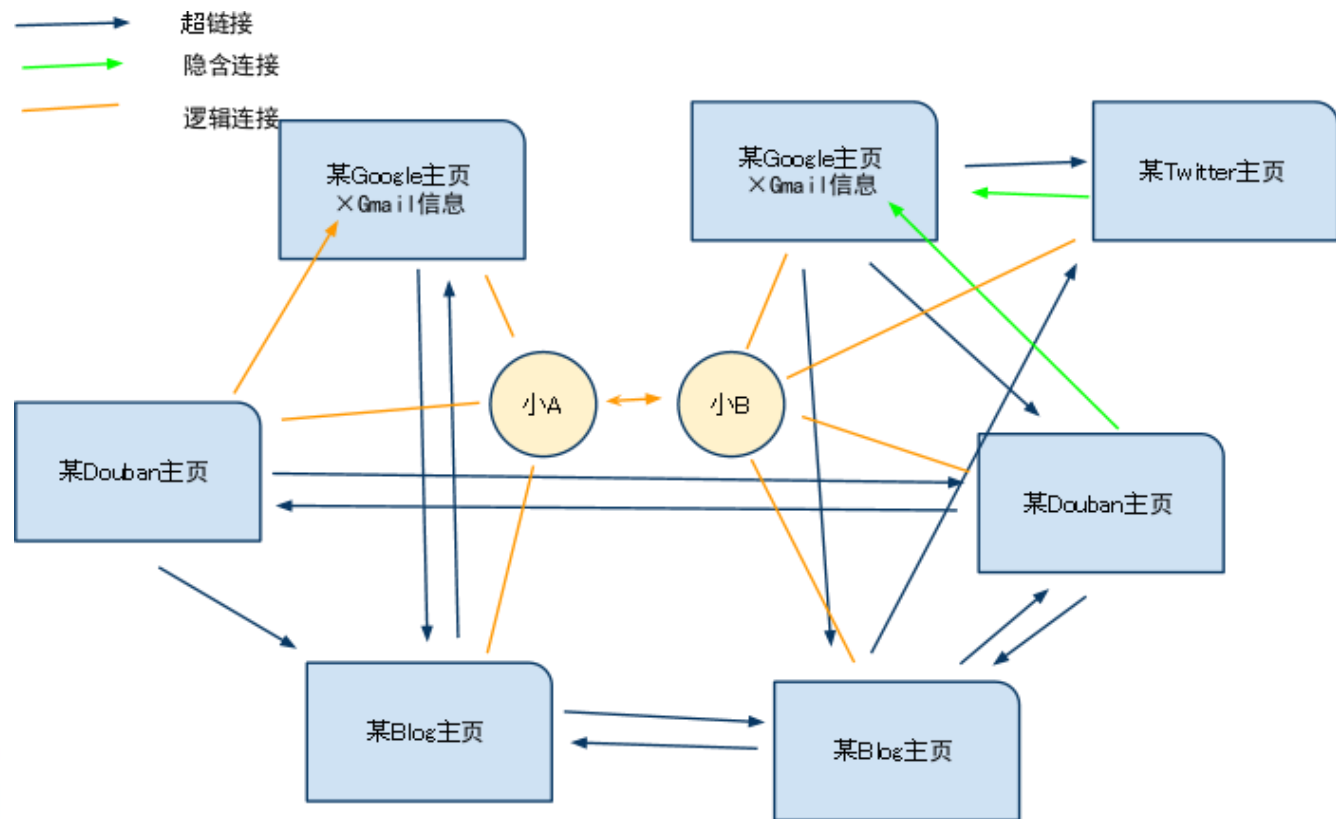 超链接
隐含连接
逻辑连接
某Google主页
×Gmail信息
某Google主页
×Gmail信息
某Twitter主页
小A
小B
某Douban主页
某Douban主页
某Blog主页
某Blog主页